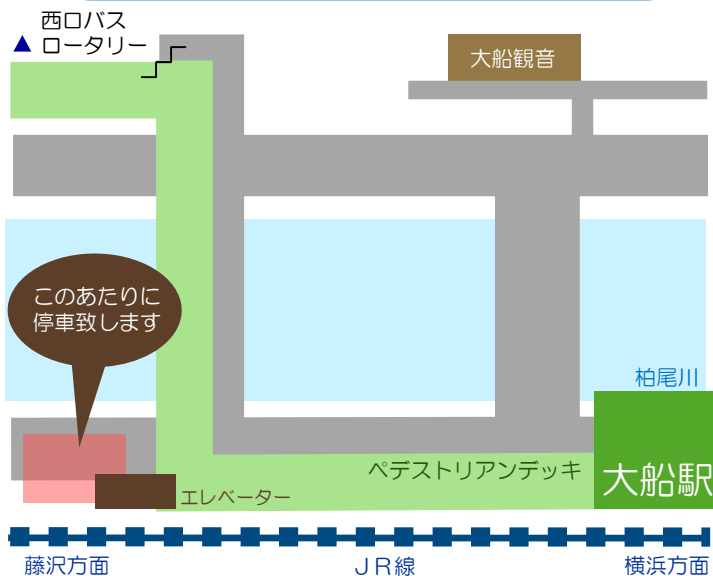 西口バス
▲ ロータリー
大船観音
このあたりに
停車致します
柏尾川
ペデストリアンデッキ
大船駅
エレベーター
藤沢方面
JR線
横浜方面